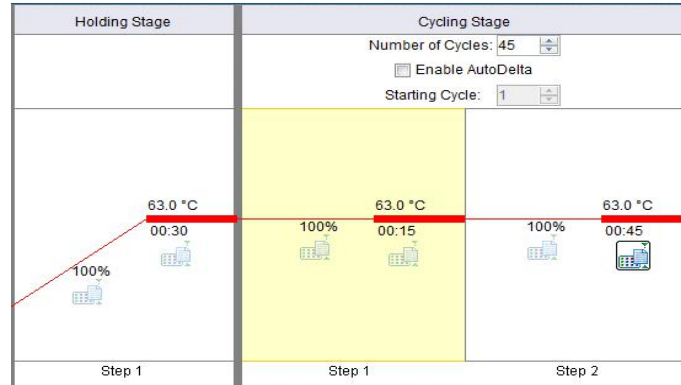 Holding Stage
Cycling Stage
Number of Cycles: 45
Enable AutoDelta
Starting Cycle: 1
63.0 °C
00:30
100%
63.0 °C
100%
00:15
63.0 °C
100%
00:45
Step 1
Step 1
Step 2